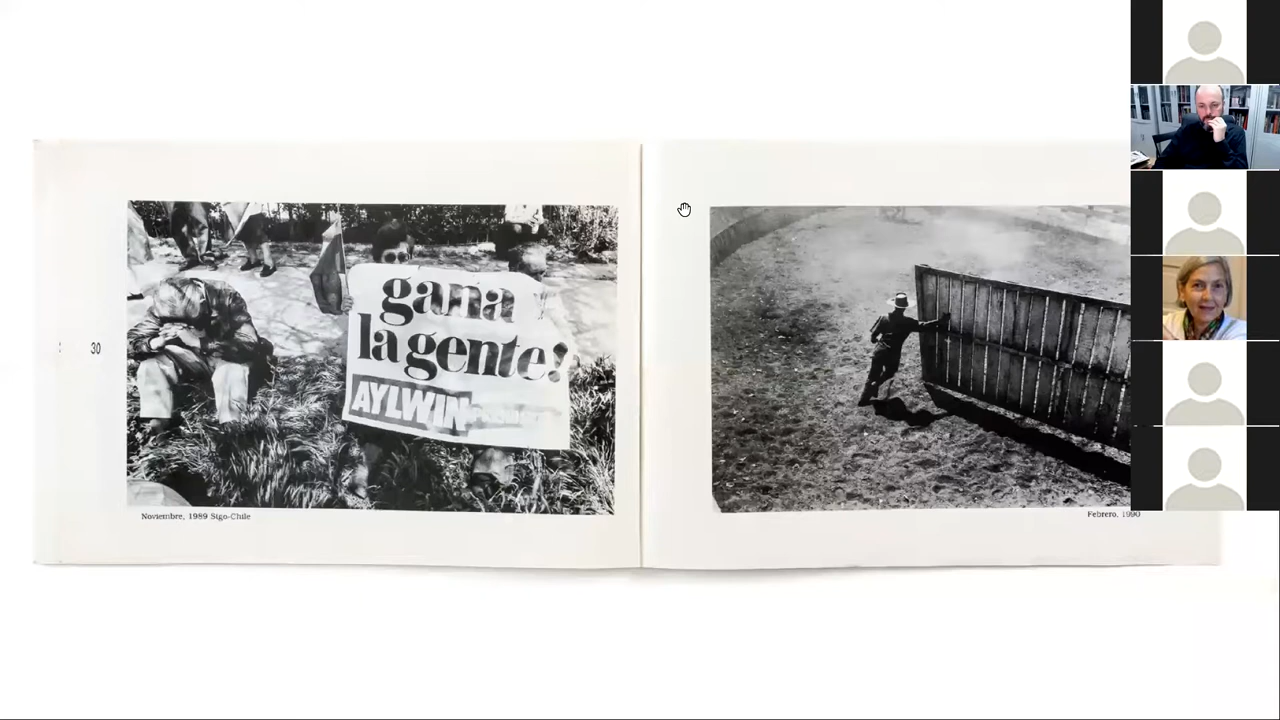 30
gana
la gente!
AYLWIN
Noviembre, 1989 Stgo-Chile
Febrero, 1990